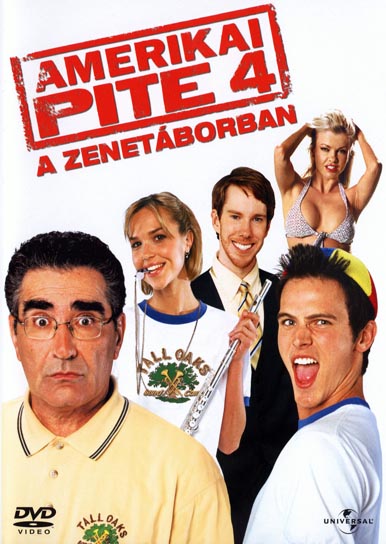 AMERIKAI
PITE 4
A ZENETÁBORBAN
TALL OAKS
TALL OAKS
DVD
VIDEO
UNIVERSAL